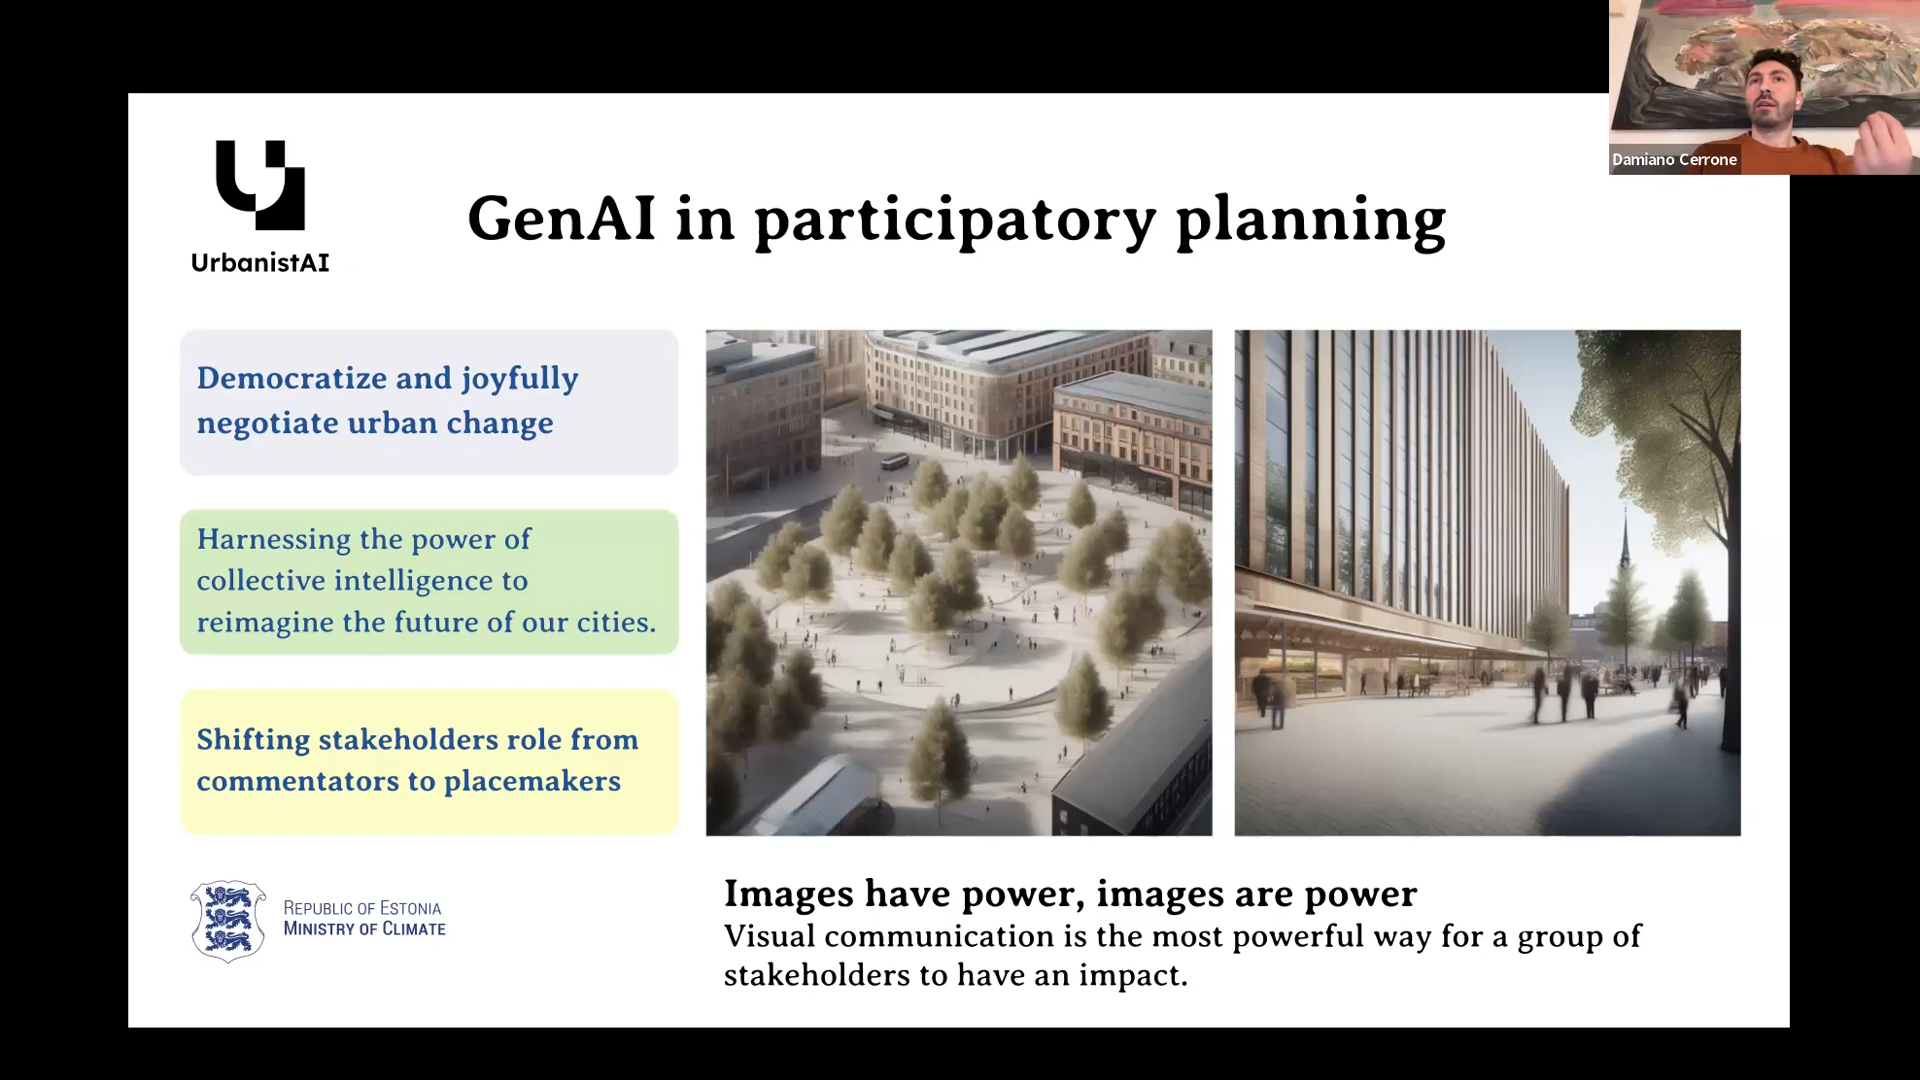 Damiano Cerrone
UrbanistAI
GenAI in participatory planning
Democratize and joyfully
negotiate urban change
Harnessing the power of
collective intelligence to
reimagine the future of our cities.
Shifting stakeholders role from
commentators to placemakers
REPUBLIC OF ESTONIA
MINISTRY OF CLIMATE
Images have power, images are power
Visual communication is the most powerful way for a group of
stakeholders to have an impact.